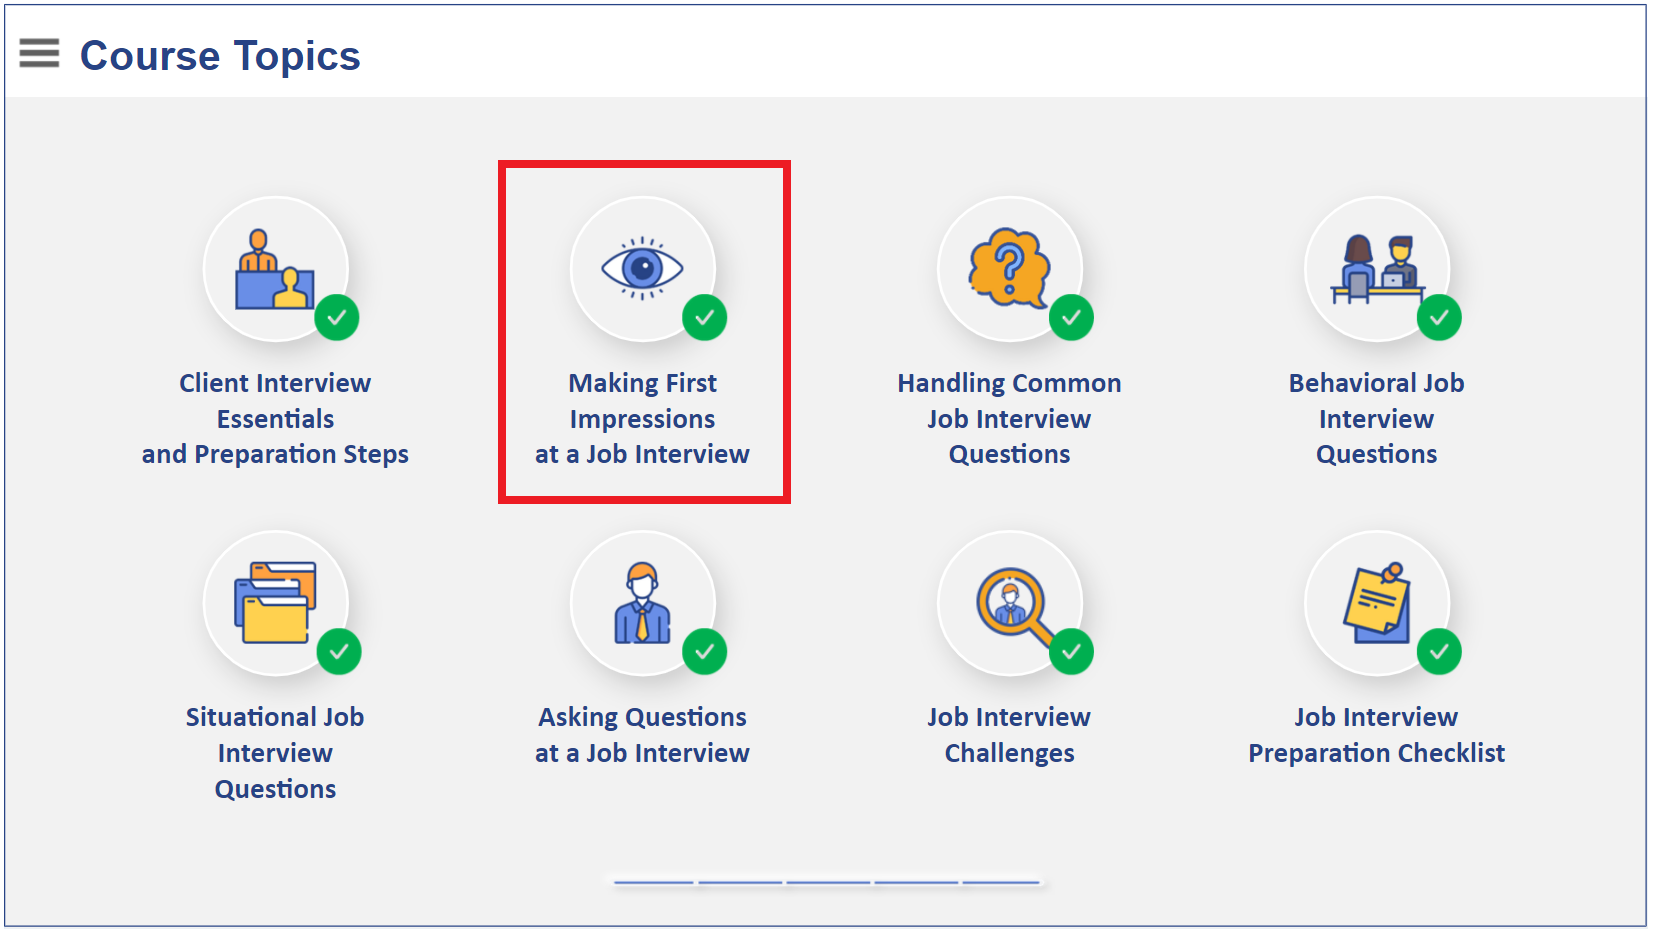 Course Topics
Client Interview
Essentials
and Preparation Steps
Making First
Impressions
at a Job Interview
Handling Common
Job Interview
Questions
Behavioral Job
Interview
Questions
Situational Job
Interview
Questions
Asking Questions
at a Job Interview
Job Interview
Challenges
Job Interview
Preparation Checklist